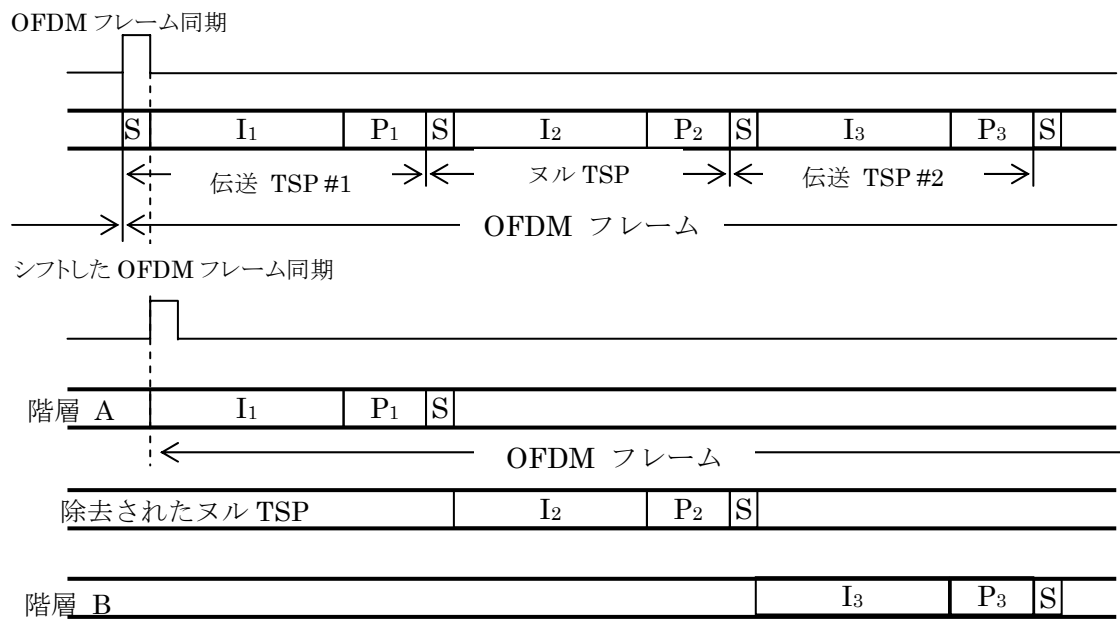 OFDM フレーム同期
S I1 P1 S I2 P2 S I3 P3 S
伝送 TSP #1 ヌル TSP 伝送 TSP #2
OFDM フレーム
シフトした OFDM フレーム同期
階層 A I1 P1 S
OFDM フレーム
除去されたヌル TSP I2 P2 S
階層 B I3 P3 S